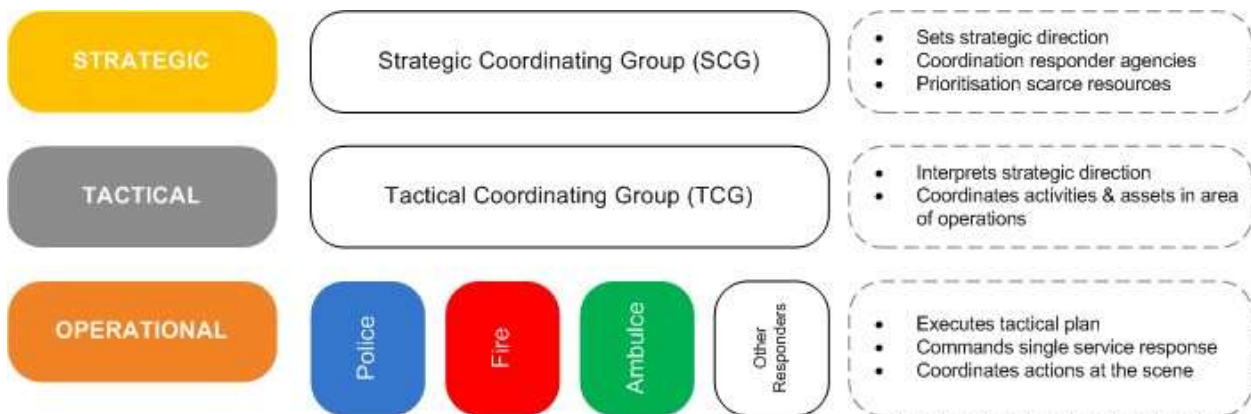 STRATEGIC
Strategic Coordinating Group (SCG)
• Sets strategic direction
• Coordination responder agencies
• Prioritisation scarce resources
TACTICAL
Tactical Coordinating Group (TCG)
• Interprets strategic direction
• Coordinates activities & assets in area
of operations
OPERATIONAL
Police
Fire
Ambulce
Other
Responders
• Executes tactical plan
• Commands single service response
• Coordinates actions at the scene